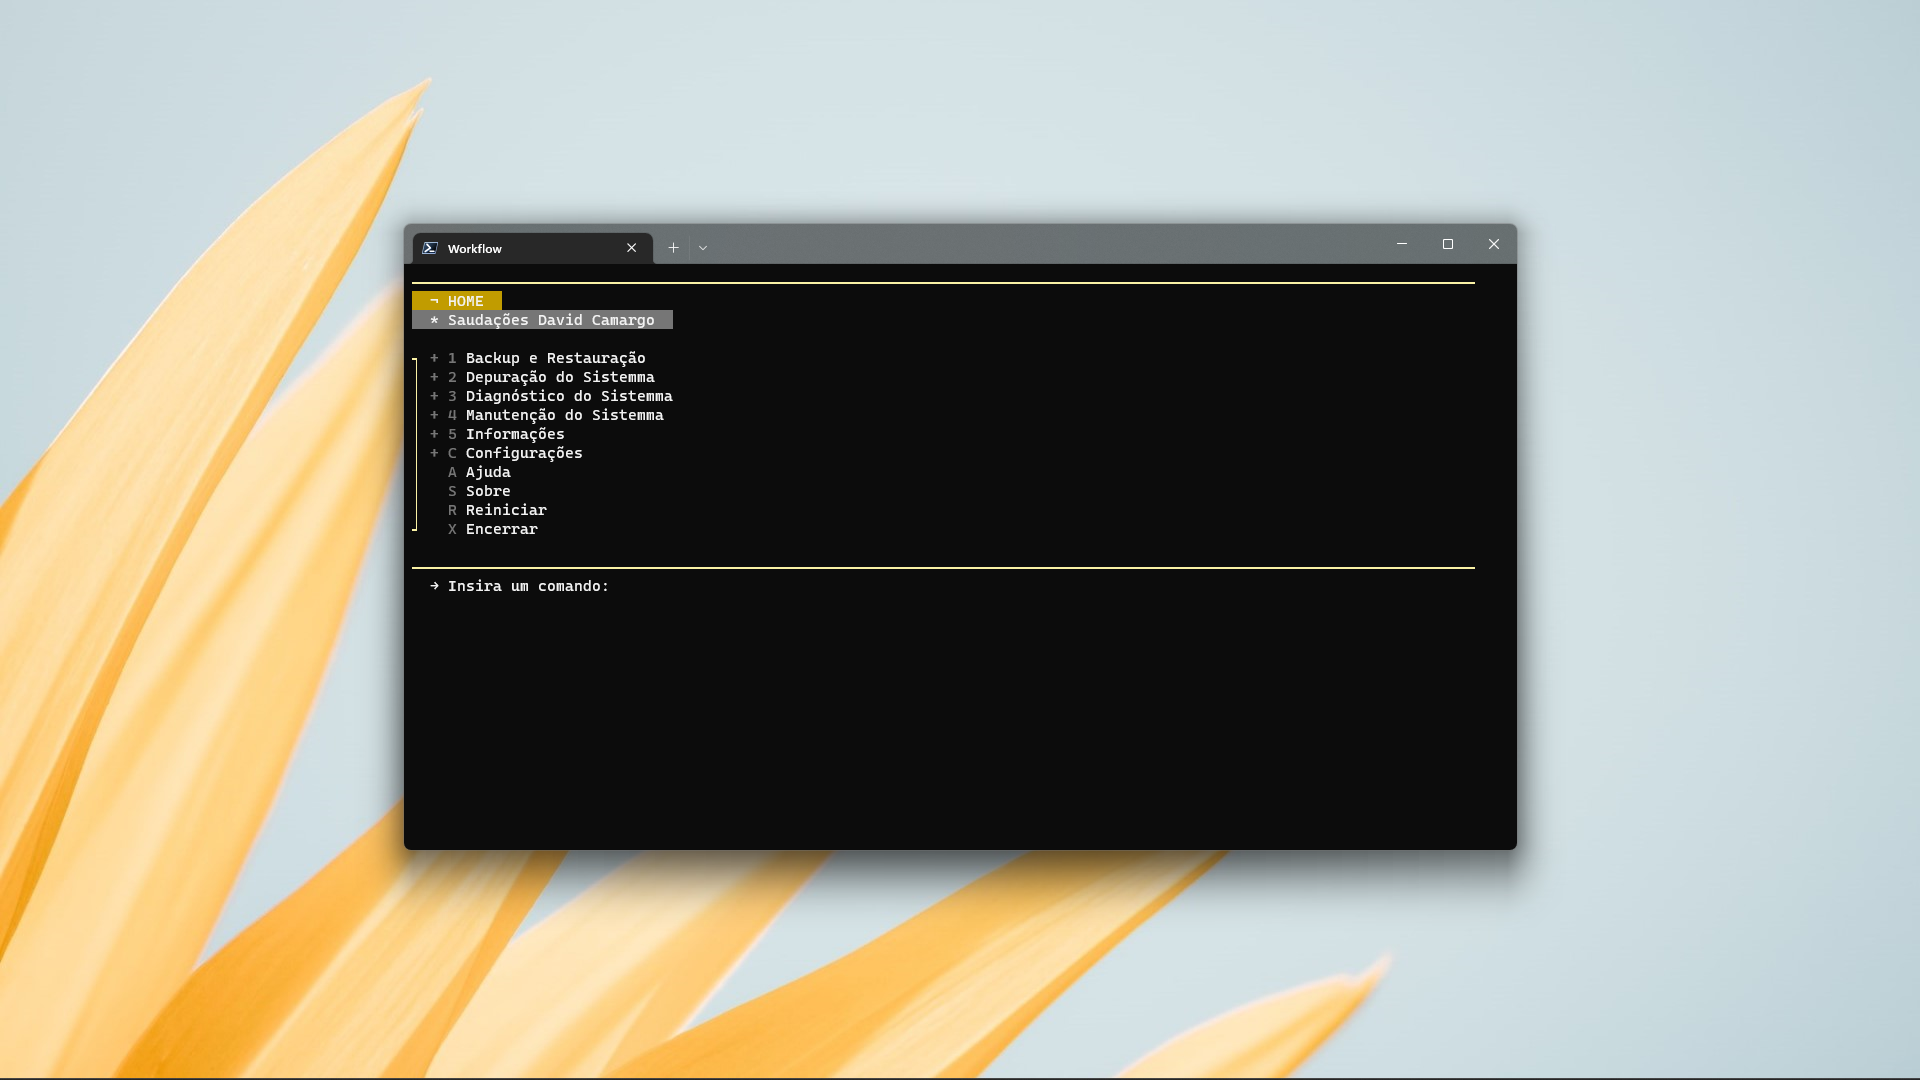 Workflow
¬ HOME
* Saudações David Camargo
+ 1 Backup e Restauração
+ 2 Depuração do Sistemma
+ 3 Diagnóstico do Sistemma
+ 4 Manutenção do Sistemma
+ 5 Informações
+ C Configurações
A Ajuda
S Sobre
R Reiniciar
X Encerrar
→ Insira um comando: